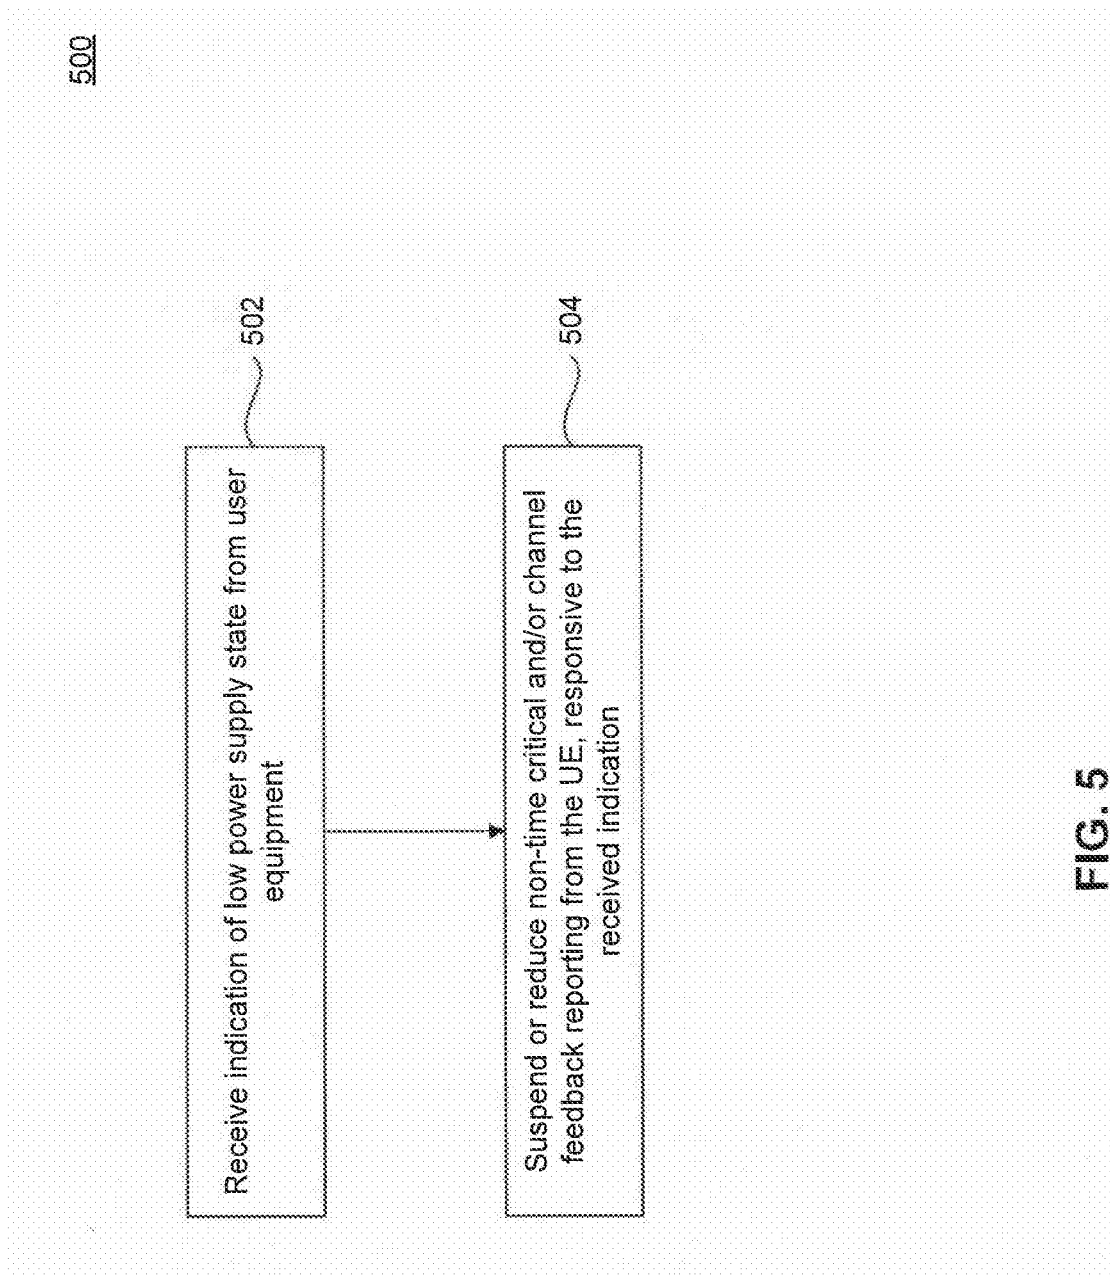 500
Receive indication of low power supply state from user
equipment
502
Suspend or reduce non-time critical and/or channel
feedback reporting from the UE, responsive to the
received indication
504
FIG. 5